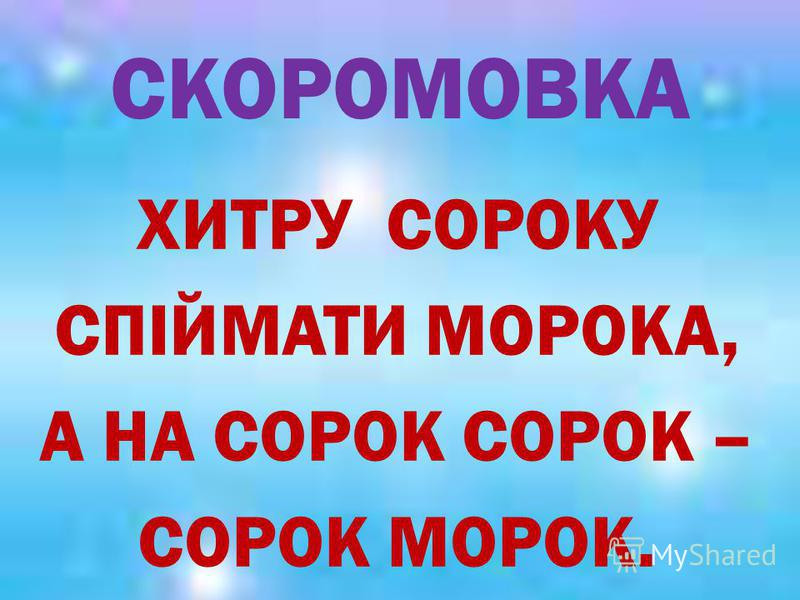 СКОРОМОВКА
ХИТРУ СОРОКУ
СПІЙМАТИ МОРОКА,
А НА СОРОК СОРОК –
СОРОК МОРОК.
MyShared